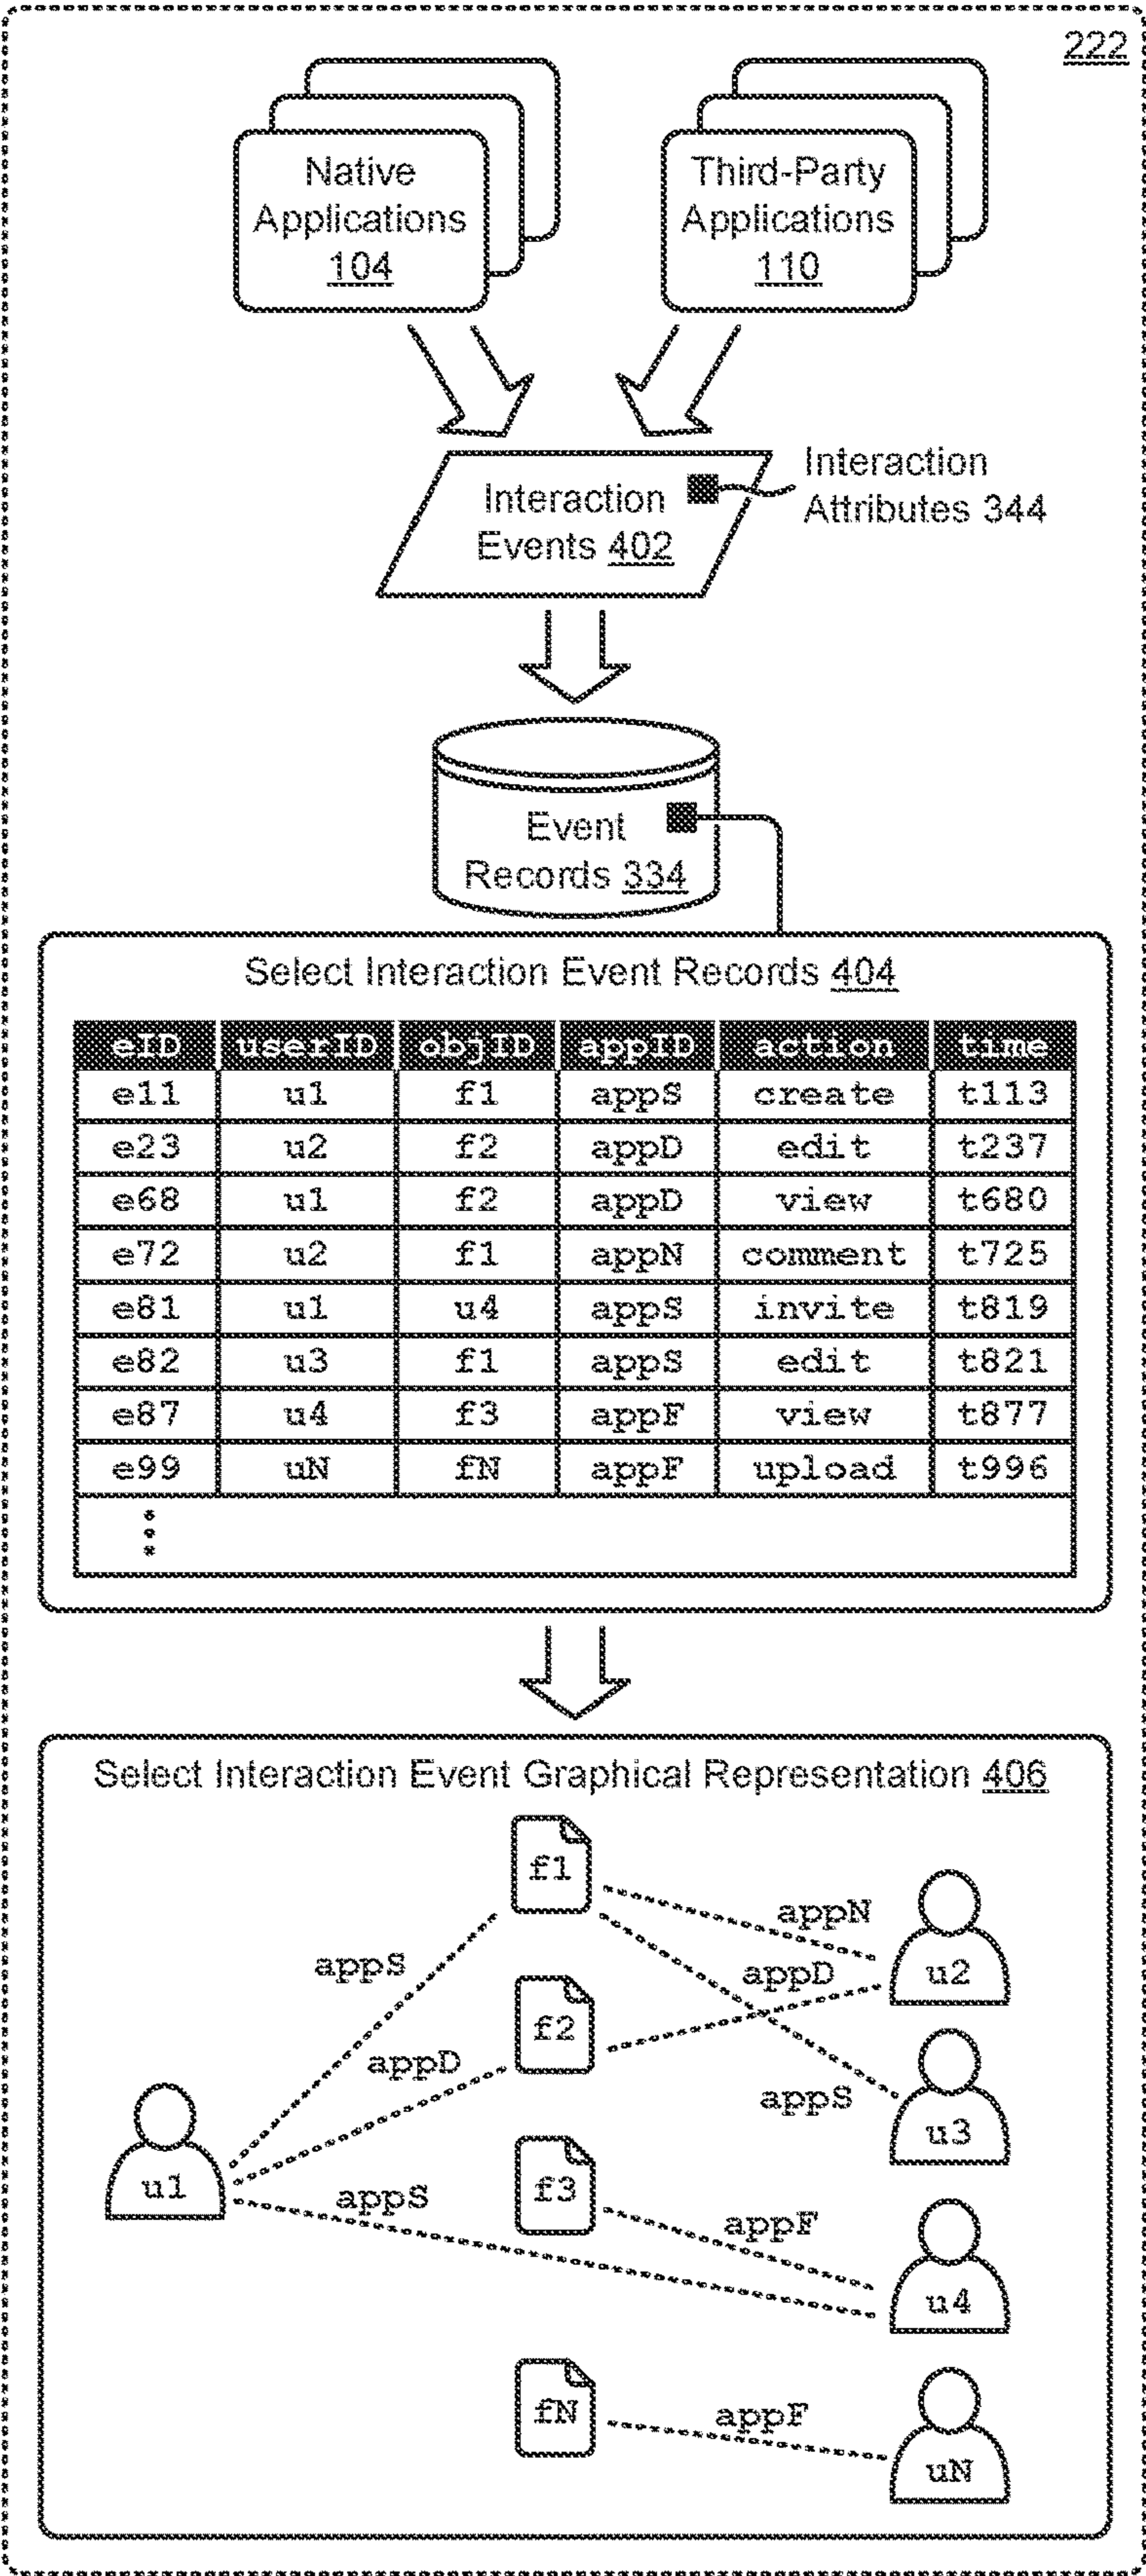 222
Native
Applications
104
Third-Party
Applications
110
Interaction
Events 402
Interaction
Attributes 344
Event
Records 334
Select Interaction Event Records 404
eID userID objID appID action time
e11 u1 f1 appS create t113
e23 u2 f2 appD edit t237
e68 u1 f2 appD view t680
e72 u2 f1 appN comment t725
e81 u1 u4 appS invite t819
e82 u3 f1 appS edit t821
e87 u4 f3 appF view t877
e99 uN fN appF upload t996
Select Interaction Event Graphical Representation 406
f1
appN
appS
appD
u2
f2
appD
appS
u3
u1
appS
f3
appF
u4
fN
appF
uN